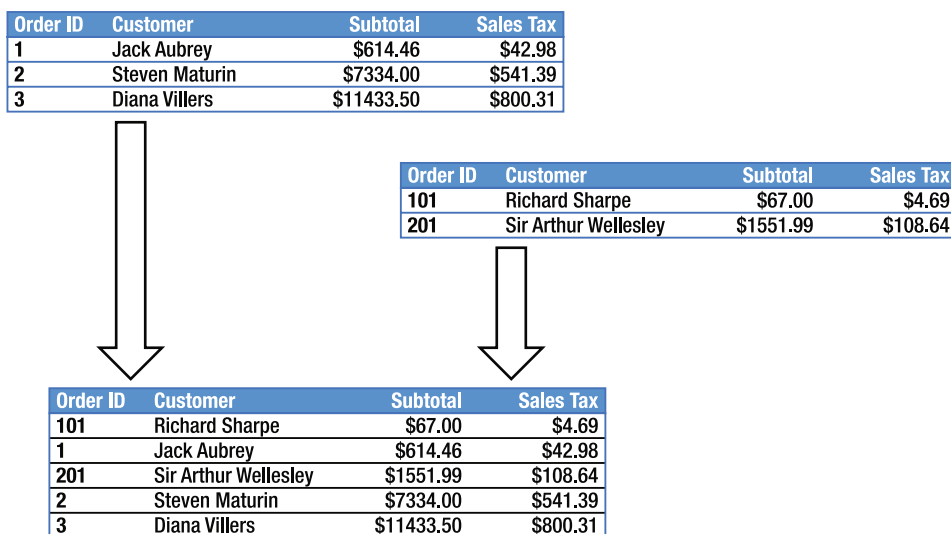 Order ID Customer Subtotal Sales Tax
1 Jack Aubrey $614.46 $42.98
2 Steven Maturin $7334.00 $541.39
3 Diana Villers $11433.50 $800.31
Order ID Customer Subtotal Sales Tax
101 Richard Sharpe $67.00 $4.69
201 Sir Arthur Wellesley $1551.99 $108.64
Order ID Customer Subtotal Sales Tax
101 Richard Sharpe $67.00 $4.69
1 Jack Aubrey $614.46 $42.98
201 Sir Arthur Wellesley $1551.99 $108.64
2 Steven Maturin $7334.00 $541.39
3 Diana Villers $11433.50 $800.31